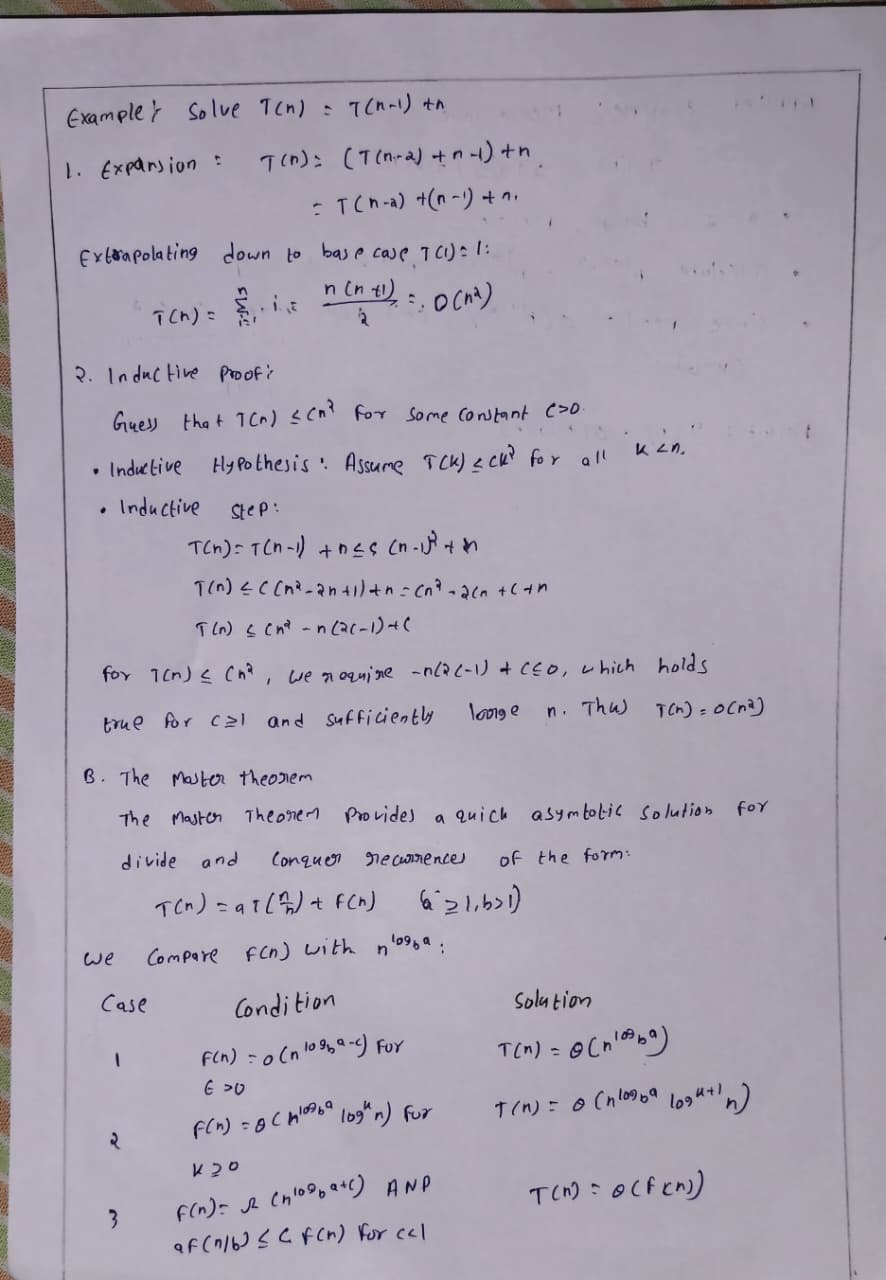 Example: Solve T(n) = T(n-1) +n
1. Expansion : T(n) = (T(n-2) + n-1) + n
= T(n-2) +(n-1) + n.
Extrapolating down to base case T(1) = 1:
T(n) = n∑i=1 i = n(n+1)/2 = O(n²)
2. Inductive Proof:
Guess that T(n) ≤ cn² for some constant c>0.
• Inductive Hypothesis: Assume T(k) ≤ ck² for all k <n.
• Inductive step:
T(n) = T(n-1) + n ≤ c (n-1)² + n
T(n) ≤ c(n²-2n+1)+n = cn² - 2cn + c + n
T(n) ≤ cn² - n(2c-1)+c
for T(n) ≤ cn², we require -n(2c-1) + c≤0, which holds
true for c≥1 and sufficiently large n. Thus T(n) = O(n²)
B. The Master theorem
The Master Theorem Provides a quick asymtotic solution for
divide and Conquer recurrences of the form:
T(n) = aT(n/n) + f(n) (a ≥ 1, b>1)
We Compare f(n) with n^log_b a :
Case Condition Solution
1 f(n) = O(n^log_b a-ε) for T(n) = θ(n^log_b a)
ε >0
2 f(n) = θ(n^log_b a log^k n) for T(n) = θ(n^log_b a log^k+1 n)
k ≥ 0
3 f(n) = Ω(n^log_b a+ε) AND T(n) = θ(f(n))
af(n/b) ≤ c f(n) for c<1